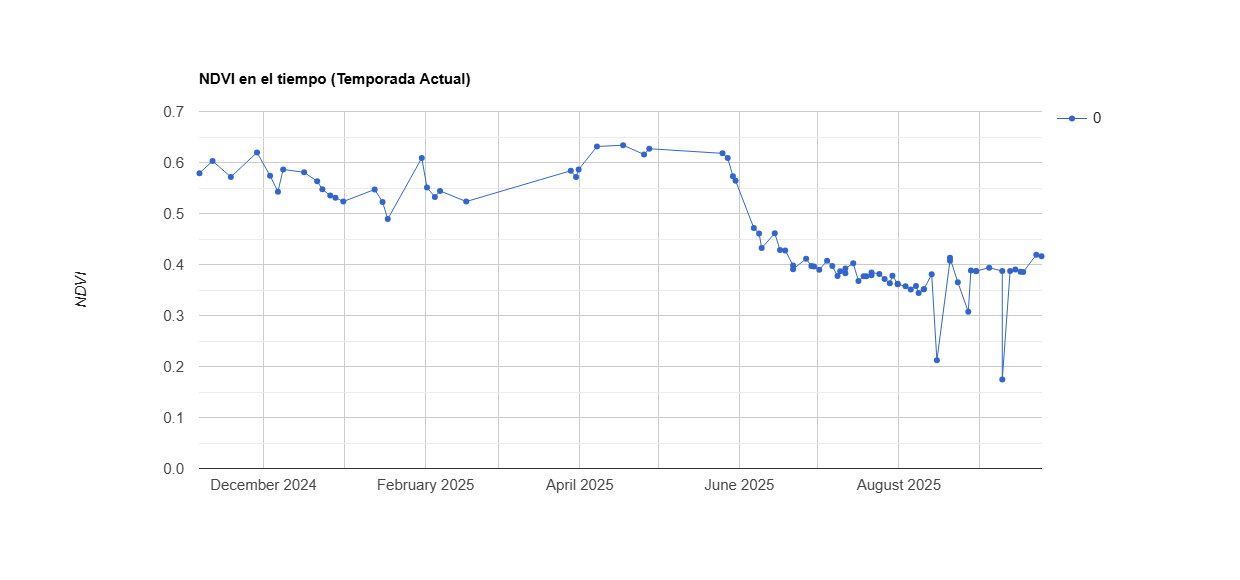 NDVI en el tiempo (Temporada Actual)
0
0.7
0.6
0.5
0.4
0.3
0.2
0.1
0.0
NDVI
December 2024
February 2025
April 2025
June 2025
August 2025